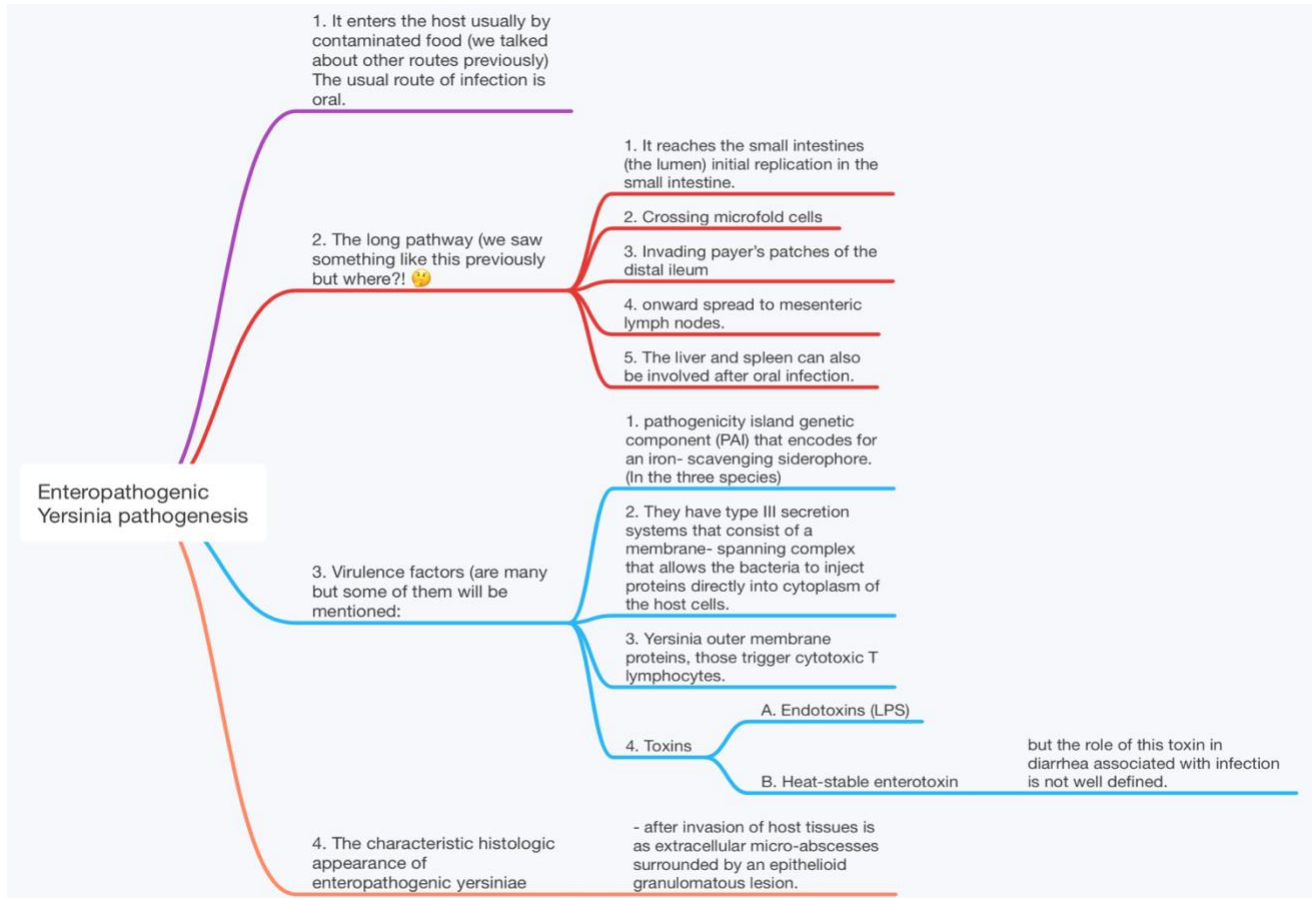 Enteropathogenic
Yersinia pathogenesis
1. It enters the host usually by
contaminated food (we talked
about other routes previously)
The usual route of infection is
oral.
2. The long pathway (we saw
something like this previously
but where?! 🤔
1. It reaches the small intestines
(the lumen) initial replication in the
small intestine.
2. Crossing microfold cells
3. Invading payer’s patches of the
distal ileum
4. onward spread to mesenteric
lymph nodes.
5. The liver and spleen can also
be involved after oral infection.
3. Virulence factors (are many
but some of them will be
mentioned:
1. pathogenicity island genetic
component (PAI) that encodes for
an iron- scavenging siderophore.
(In the three species)
2. They have type III secretion
systems that consist of a
membrane- spanning complex
that allows the bacteria to inject
proteins directly into cytoplasm of
the host cells.
3. Yersinia outer membrane
proteins, those trigger cytotoxic T
lymphocytes.
4. Toxins
A. Endotoxins (LPS)
B. Heat-stable enterotoxin
but the role of this toxin in
diarrhea associated with infection
is not well defined.
4. The characteristic histologic
appearance of
enteropathogenic yersiniae
- after invasion of host tissues is
as extracellular micro-abscesses
surrounded by an epithelioid
granulomatous lesion.